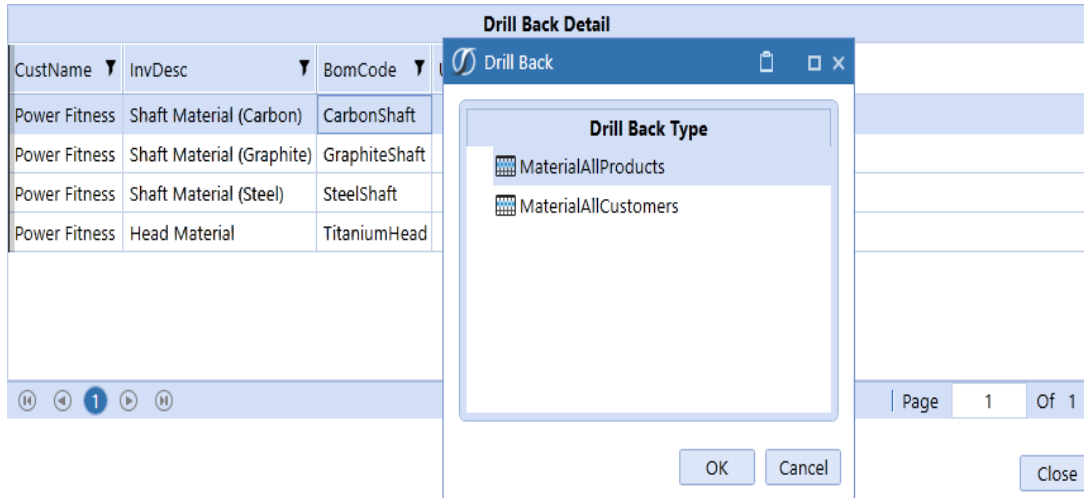 Drill Back Detail
CustName InvDesc BomCode
Drill Back
Power Fitness Shaft Material (Carbon) CarbonShaft
Power Fitness Shaft Material (Graphite) GraphiteShaft
Power Fitness Shaft Material (Steel) SteelShaft
Power Fitness Head Material TitaniumHead
Drill Back Type
MaterialAllProducts
MaterialAllCustomers
1
Page 1 Of 1
OK Cancel
Close